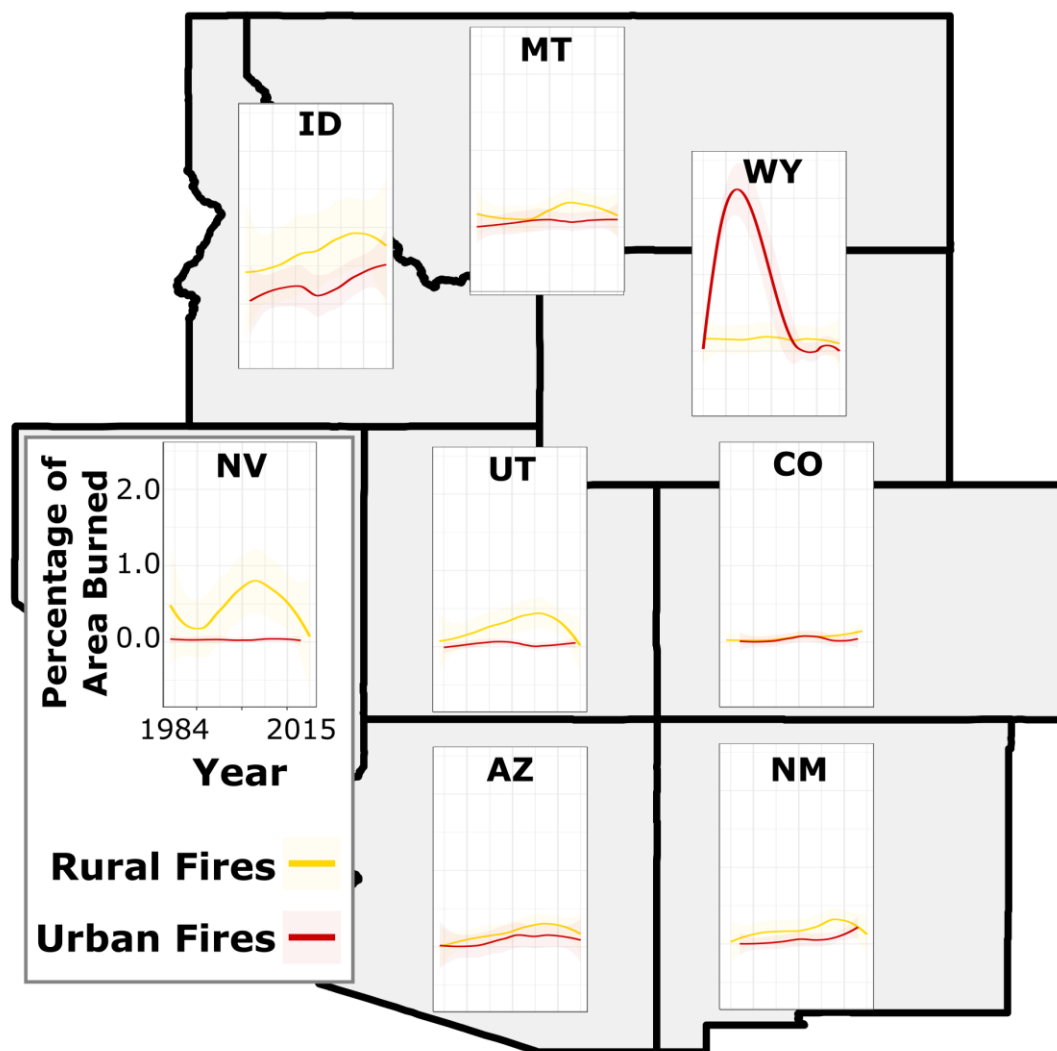 MT
ID
WY
NV
UT
CO
Percentage of
Area Burned
2.0
1.0
0.0
1984
2015
Year
AZ
NM
Rural Fires
Urban Fires